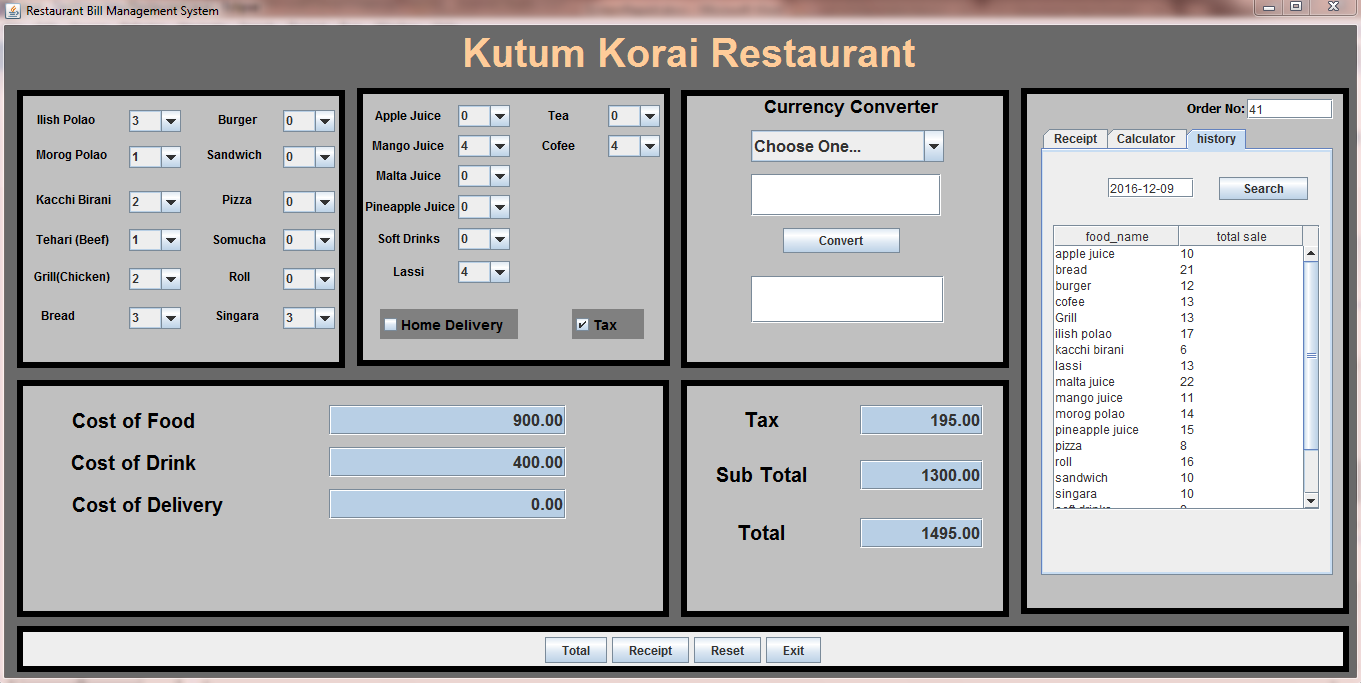 Restaurant Bill Management System
Kutum Korai Restaurant
Ilish Polao 3 Burger 0
Morog Polao 1 Sandwich 0
Kacchi Birani 2 Pizza 0
Tehari (Beef) 1 Somucha 0
Grill(Chicken) 2 Roll 0
Bread 3 Singara 3
Apple Juice 0 Tea 0
Mango Juice 4 Cofee 4
Malta Juice 0
Pineapple Juice 0
Soft Drinks 0
Lassi 4
Home Delivery Tax
Currency Converter
Choose One...
Convert
Order No: 41
Receipt Calculator history
2016-12-09 Search
food_name total sale
apple juice 10
bread 21
burger 12
cofee 13
Grill 13
ilish polao 17
kacchi birani 6
lassi 13
malta juice 22
mango juice 11
morog polao 14
pineapple juice 15
pizza 8
roll 16
sandwich 10
singara 10
Cost of Food 900.00
Cost of Drink 400.00
Cost of Delivery 0.00
Tax 195.00
Sub Total 1300.00
Total 1495.00
Total Receipt Reset Exit